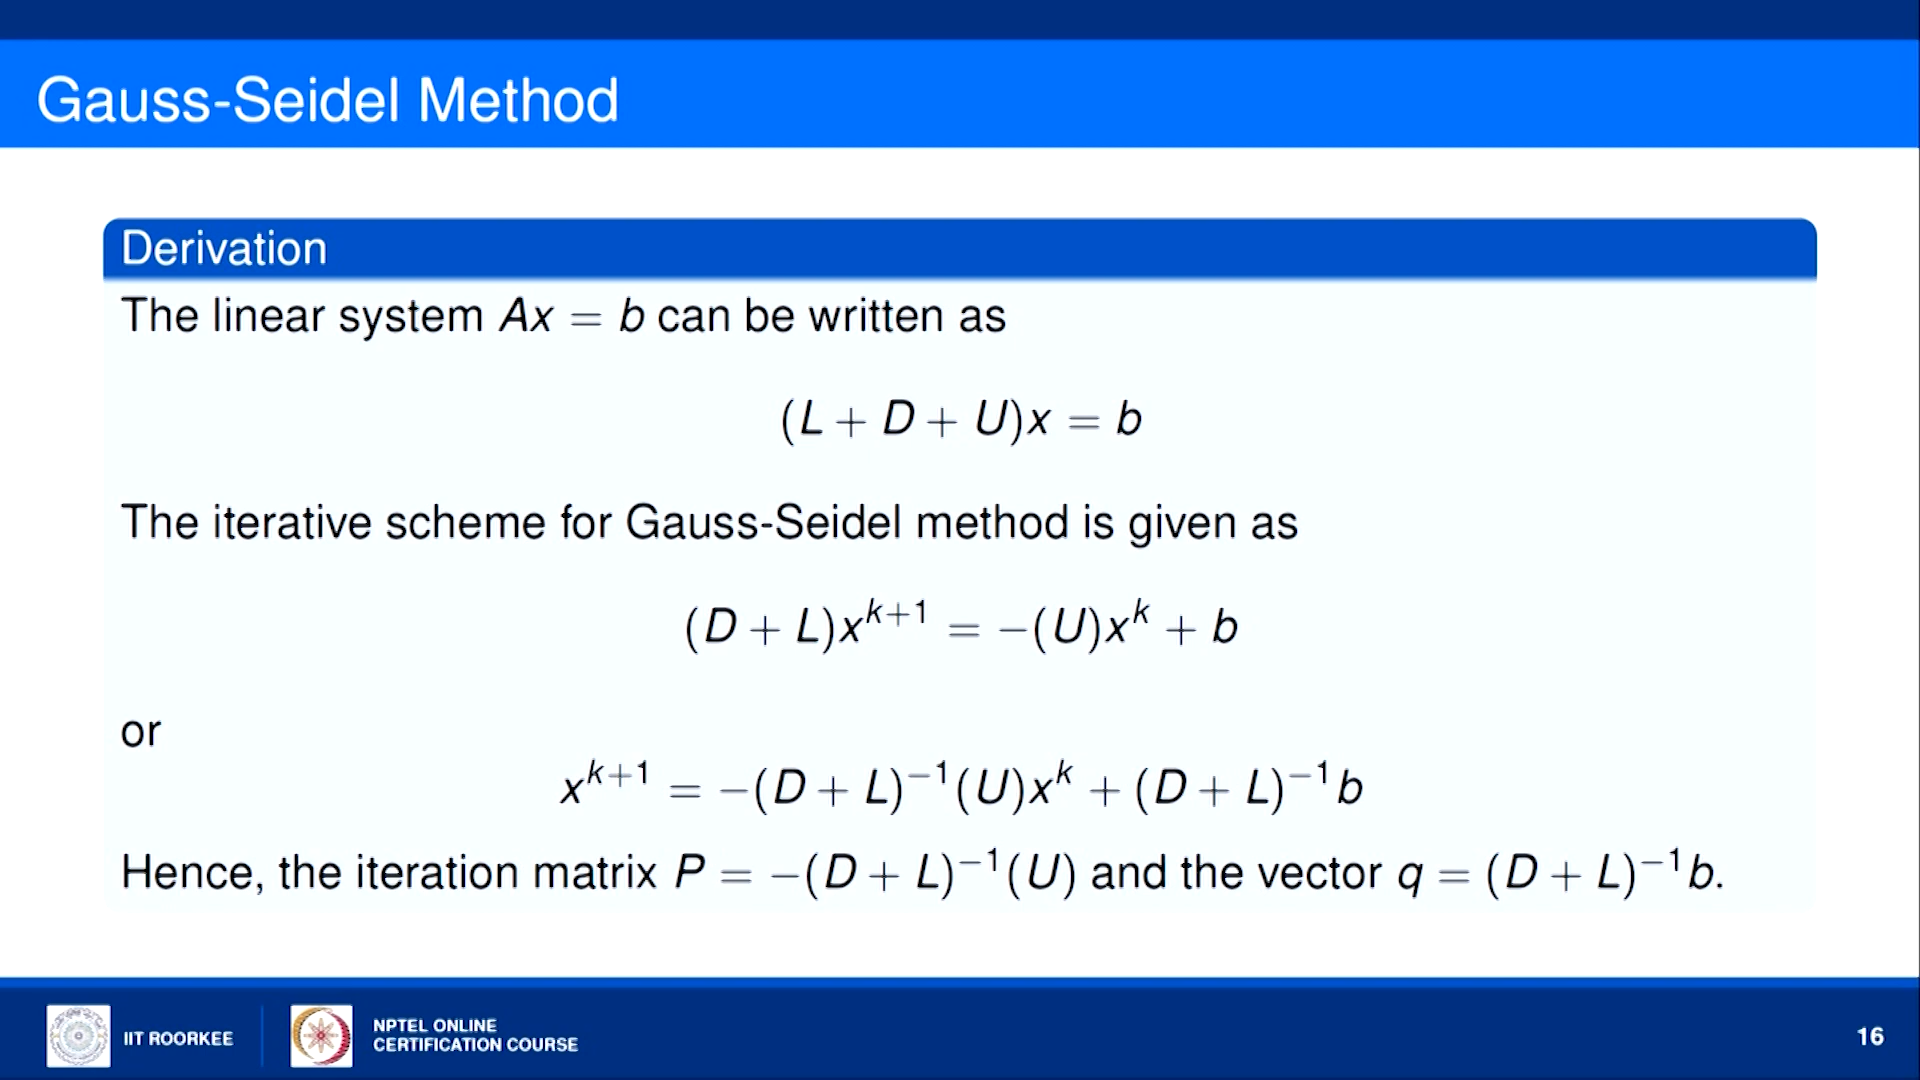 Gauss-Seidel Method
Derivation
The linear system Ax = b can be written as
(L + D + U)x = b
The iterative scheme for Gauss-Seidel method is given as
(D + L)x^{k+1} = −(U)x^k + b
or
x^{k+1} = −(D + L)^{−1}(U)x^k + (D + L)^{−1}b
Hence, the iteration matrix P = −(D + L)^{−1}(U) and the vector q = (D + L)^{−1}b.
IIT ROORKEE
NPTEL ONLINE
CERTIFICATION COURSE
16